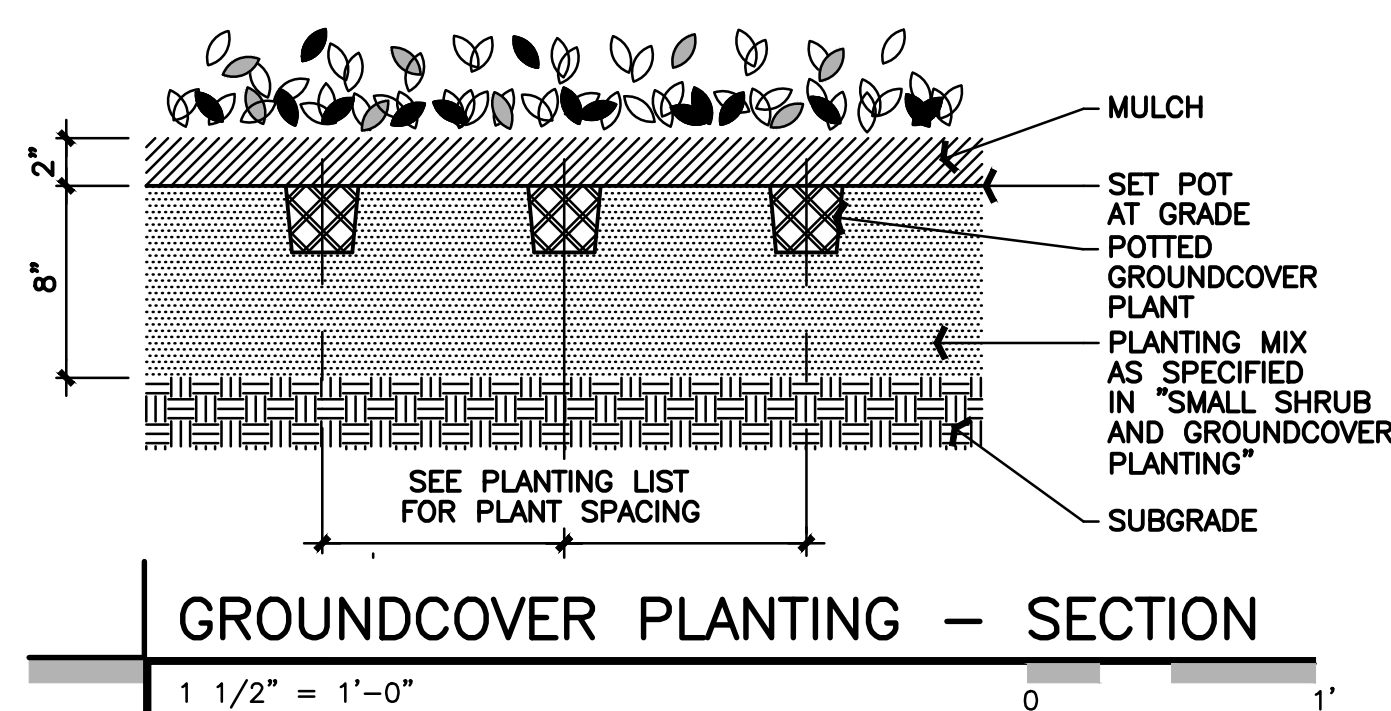 2”
8”
MULCH
SET POT
AT GRADE
POTTED
GROUNDCOVER
PLANT
PLANTING MIX
AS SPECIFIED
IN ”SMALL SHRUB
AND GROUNDCOVER
PLANTING”
SUBGRADE
SEE PLANTING LIST
FOR PLANT SPACING
GROUNDCOVER PLANTING – SECTION
1 1/2” = 1’–0”
0 1’